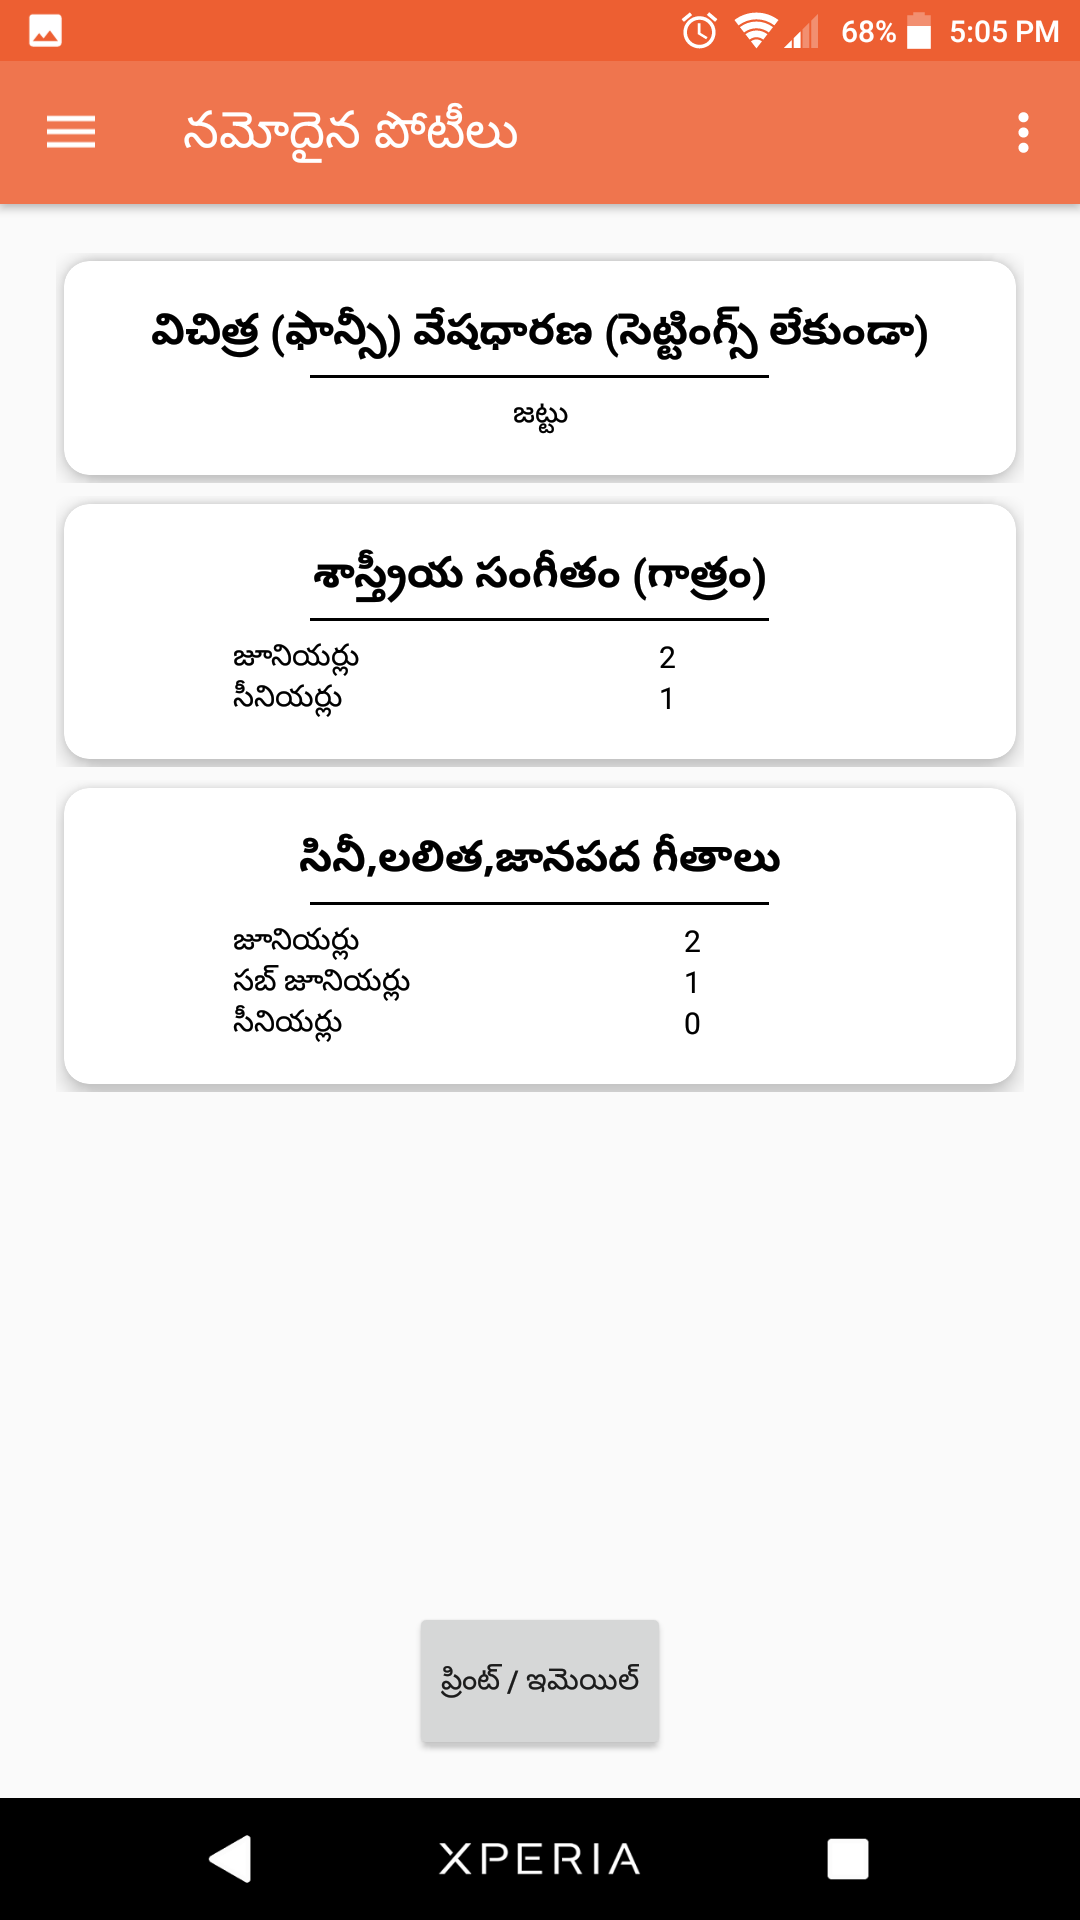 68% 5:05 PM
నమోదైన పోటీలు
విచిత్ర (ఫాన్సీ) వేషధారణ (సెట్టింగ్స్ లేకుండా)
జట్టు
శాస్త్రీయ సంగీతం (గాత్రం)
జూనియర్లు 2
సీనియర్లు 1
సినీ,లలిత,జానపద గీతాలు
జూనియర్లు 2
సబ్ జూనియర్లు 1
సీనియర్లు 0
ప్రింట్ / ఇమెయిల్
XPERIA